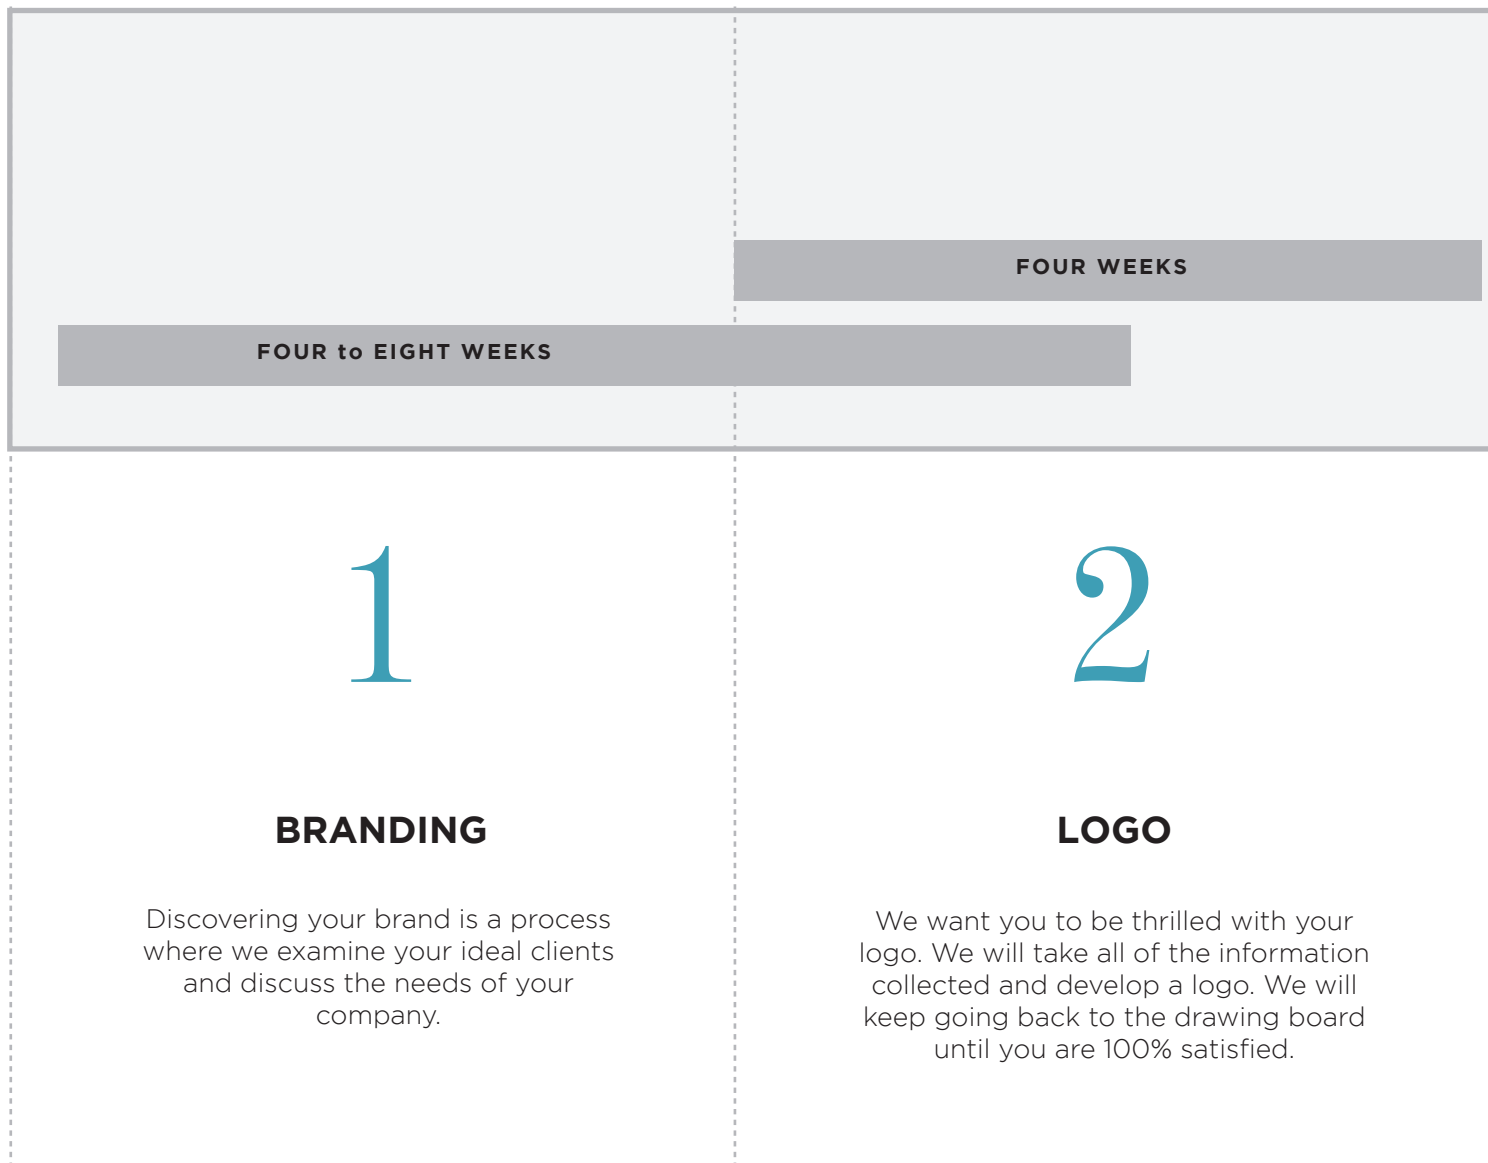 FOUR WEEKS
FOUR to EIGHT WEEKS
1
BRANDING
Discovering your brand is a process
where we examine your ideal clients
and discuss the needs of your
company.
2
LOGO
We want you to be thrilled with your
logo. We will take all of the information
collected and develop a logo. We will
keep going back to the drawing board
until you are 100% satisfied.